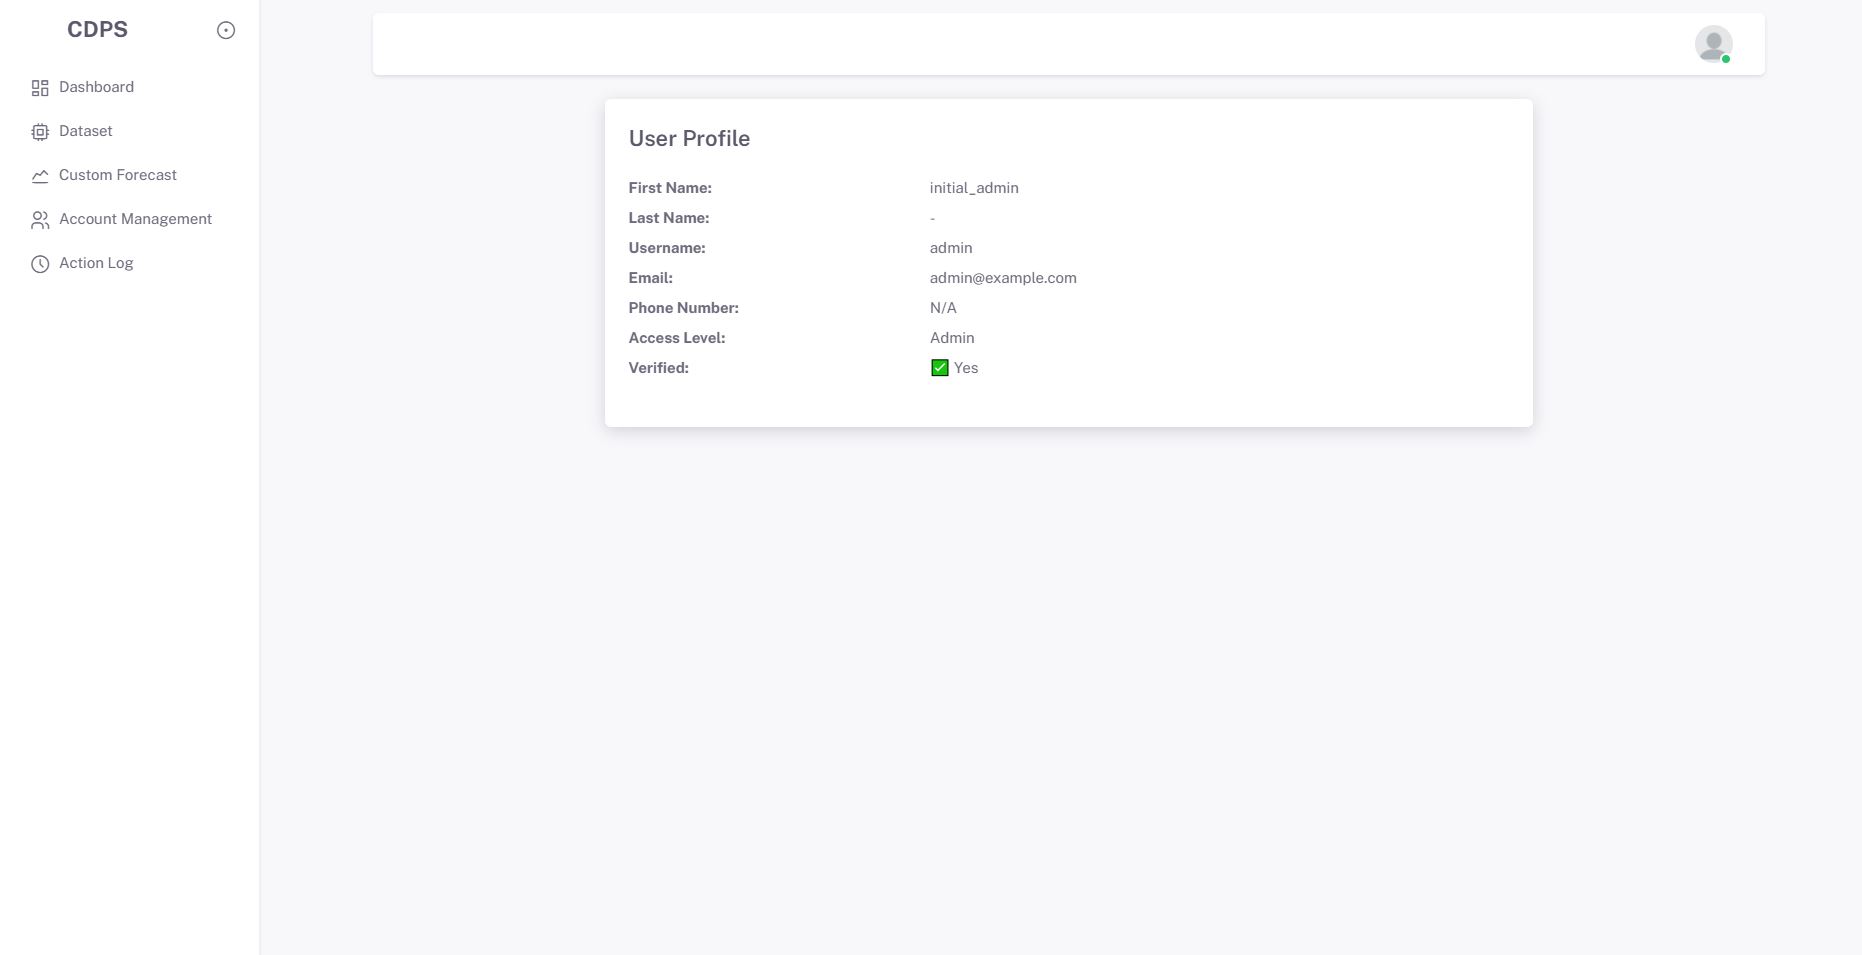 CDPS
Dashboard
Dataset
Custom Forecast
Account Management
Action Log
User Profile
First Name: initial_admin
Last Name: -
Username: admin
Email: admin@example.com
Phone Number: N/A
Access Level: Admin
Verified: ✅ Yes